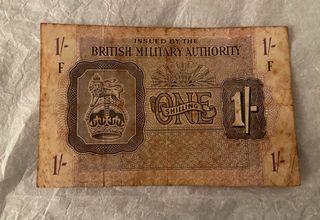 1/- ISSUED BY THE 1/-
F BRITISH MILITARY AUTHORITY F
ONE 1/-
SHILLING
1/- 1/-